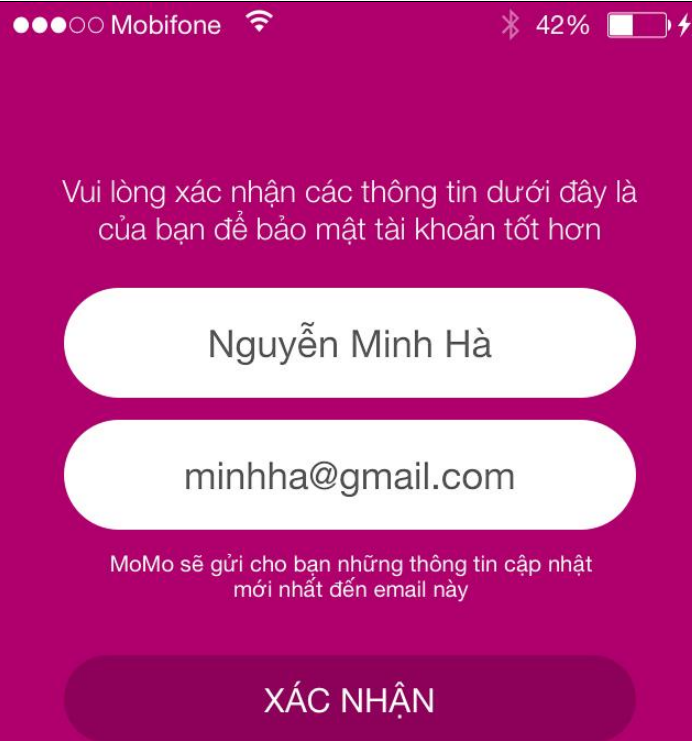 Mobifone 42%
Vui lòng xác nhận các thông tin dưới đây là
của bạn để bảo mật tài khoản tốt hơn
Nguyễn Minh Hà
minhha@gmail.com
MoMo sẽ gửi cho bạn những thông tin cập nhật
mới nhất đến email này
XÁC NHẬN